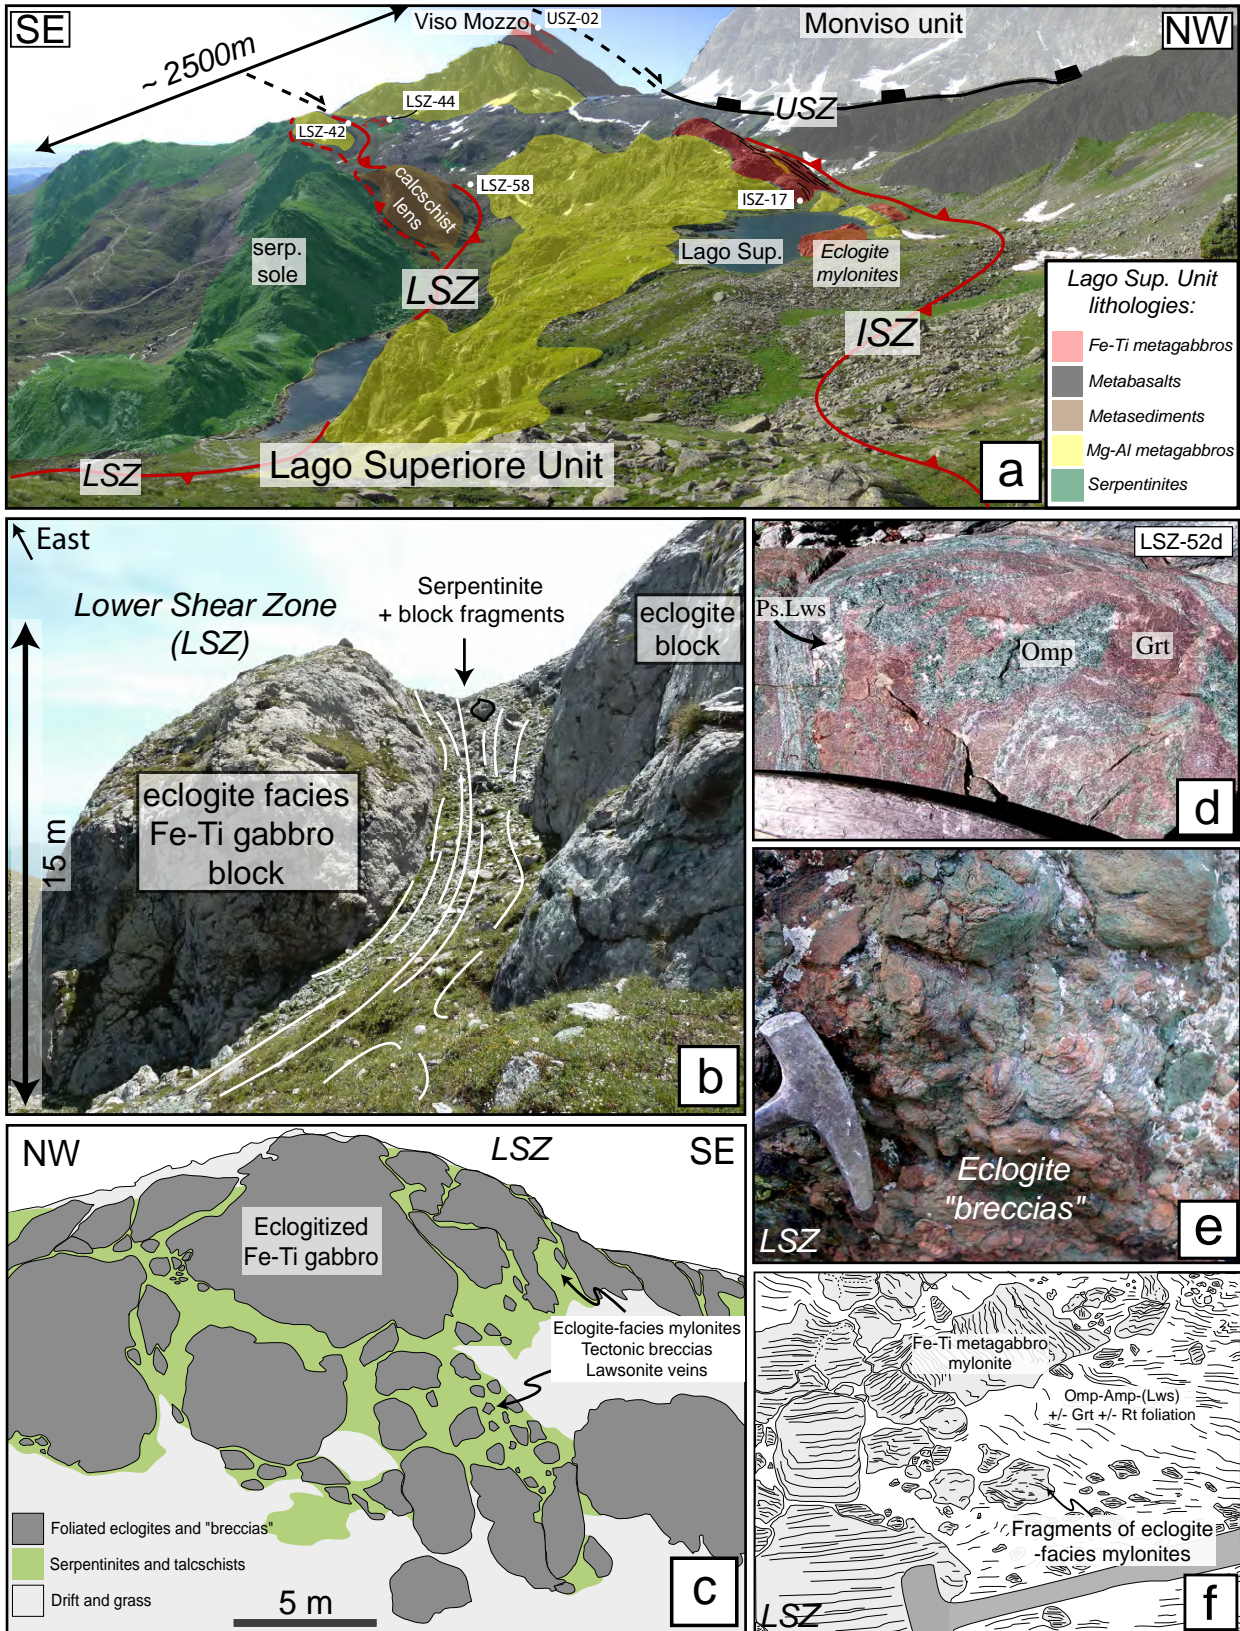 SE
~ 2500m
Viso Mozzo
USZ-02
Monviso unit
NW
LSZ-44
LSZ-42
USZ
LSZ-58
calcschist
lens
ISZ-17
serp.
sole
Lago Sup.
Eclogite
mylonites
LSZ
ISZ
Lago Sup. Unit
lithologies:
Fe-Ti metagabbros
Metabasalts
Metasediments
Mg-Al metagabbros
Serpentinites
LSZ
Lago Superiore Unit
a
East
Lower Shear Zone
(LSZ)
Serpentinite
+ block fragments
eclogite
block
15 m
eclogite facies
Fe-Ti gabbro
block
b
LSZ-52d
Ps.Lws
Omp
Grt
d
Eclogite
"breccias"
LSZ
e
NW
LSZ
SE
Eclogitized
Fe-Ti gabbro
Eclogite-facies mylonites
Tectonic breccias
Lawsonite veins
Foliated eclogites and "breccias"
Serpentinites and talcschists
Drift and grass
5 m
c
Fe-Ti metagabbro
mylonite
Omp-Amp-(Lws)
+/- Grt +/- Rt foliation
Fragments of eclogite
-facies mylonites
LSZ
f